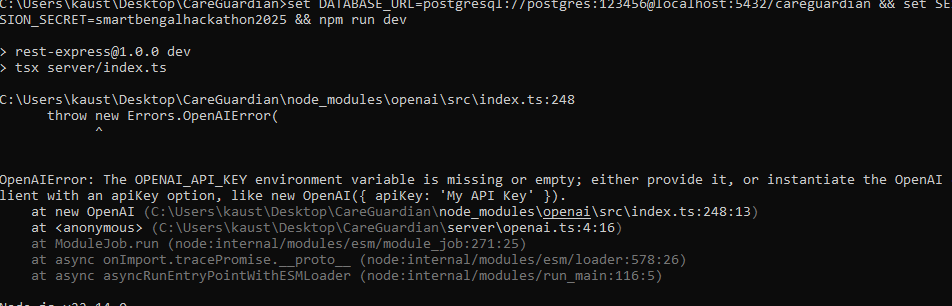 C:\Users\kaust\Desktop\CareGuardian>set DATABASE_URL=postgresql://postgres:123456@localhost:5432/careguardian && set SE
SION_SECRET=smartbengalhackathon2025 && npm run dev
> rest-express@1.0.0 dev
> tsx server/index.ts
C:\Users\kaust\Desktop\CareGuardian\node_modules\openai\src\index.ts:248
throw new Errors.OpenAIError(
^
OpenAIError: The OPENAI_API_KEY environment variable is missing or empty; either provide it, or instantiate the OpenAI
lient with an apiKey option, like new OpenAI({ apiKey: 'My API Key' }).
at new OpenAI (C:\Users\kaust\Desktop\CareGuardian\node_modules\openai\src\index.ts:248:13)
at <anonymous> (C:\Users\kaust\Desktop\CareGuardian\server\openai.ts:4:16)
at ModuleJob.run (node:internal/modules/esm/module_job:271:25)
at async onImport.tracePromise.__proto__ (node:internal/modules/esm/loader:578:26)
at async asyncRunEntryPointWithESMLoader (node:internal/modules/run_main:116:5)